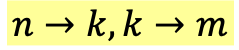 n → k, k → m